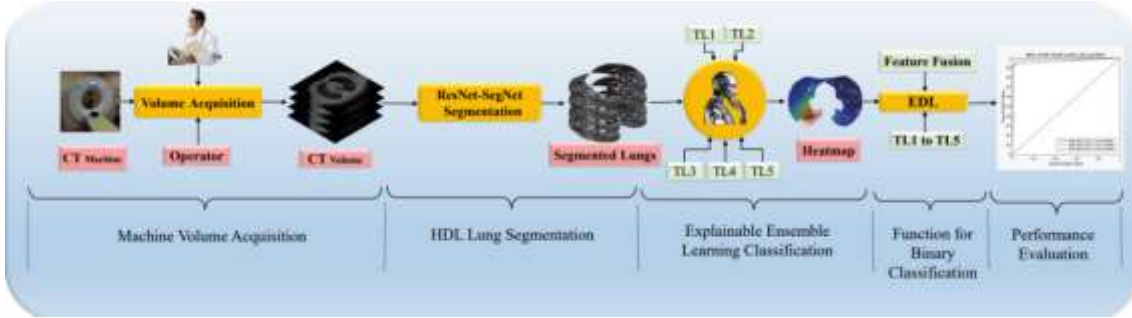 TL1
TL2
Feature Fusion
Volume Acquisition
ResNet-SegNet
Segmentation
EDL
CT Machine
Operator
CT Volume
Segmented Lungs
Heatmap
TL1 to TL5
TL3
TL4
TL5
Machine Volume Acquisition
HDL Lung Segmentation
Explainable Ensemble
Learning Classification
Function for
Binary
Classification
Performance
Evaluation